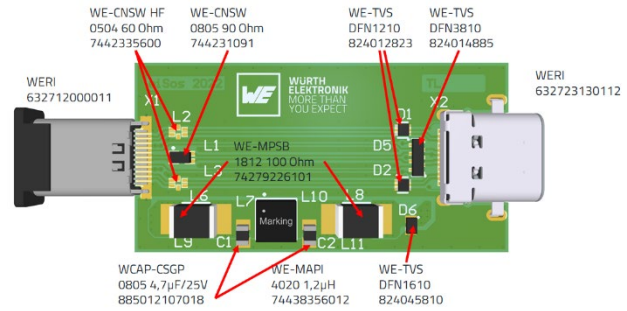 WE-CNSW HF
0504 60 Ohm
7442335600
WE-CNSW
0805 90 Ohm
744231091
WE-TVS
DFN1210
824012823
WE-TVS
DFN3810
824014885
WERI
632712000011
WERI
632723130112
2022
WE
WÜRTH
ELEKTRONIK
MORE THAN
YOU EXPECT
TL
X1
L2
L1
L3
D1
X2
D5
D2
WE-MPSB
1812 100 Ohm
74279226101
L6
L7
L10
L8
Marking
D6
L9
C1
C2
L11
WCAP-CSGP
0805 4,7µF/25V
885012107018
WE-MAPI
4020 1,2µH
74438356012
WE-TVS
DFN1610
824045810